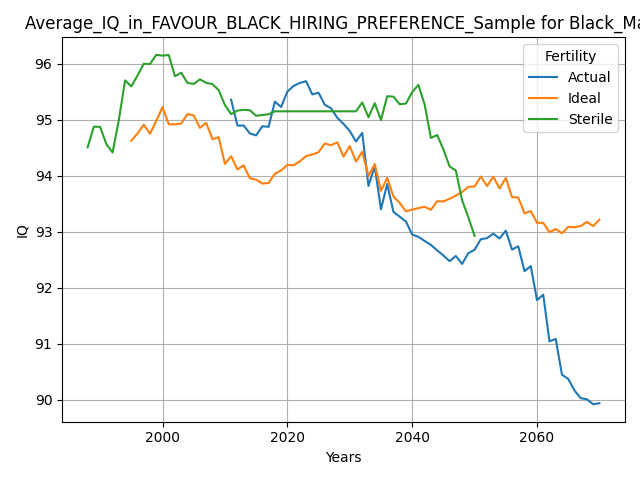 Average_IQ_in_FAVOUR_BLACK_HIRING_PREFERENCE_Sample for Black_Ma
Fertility
Actual
Ideal
Sterile
96
95
94
93
92
91
90
IQ
2000 2020 2040 2060
Years